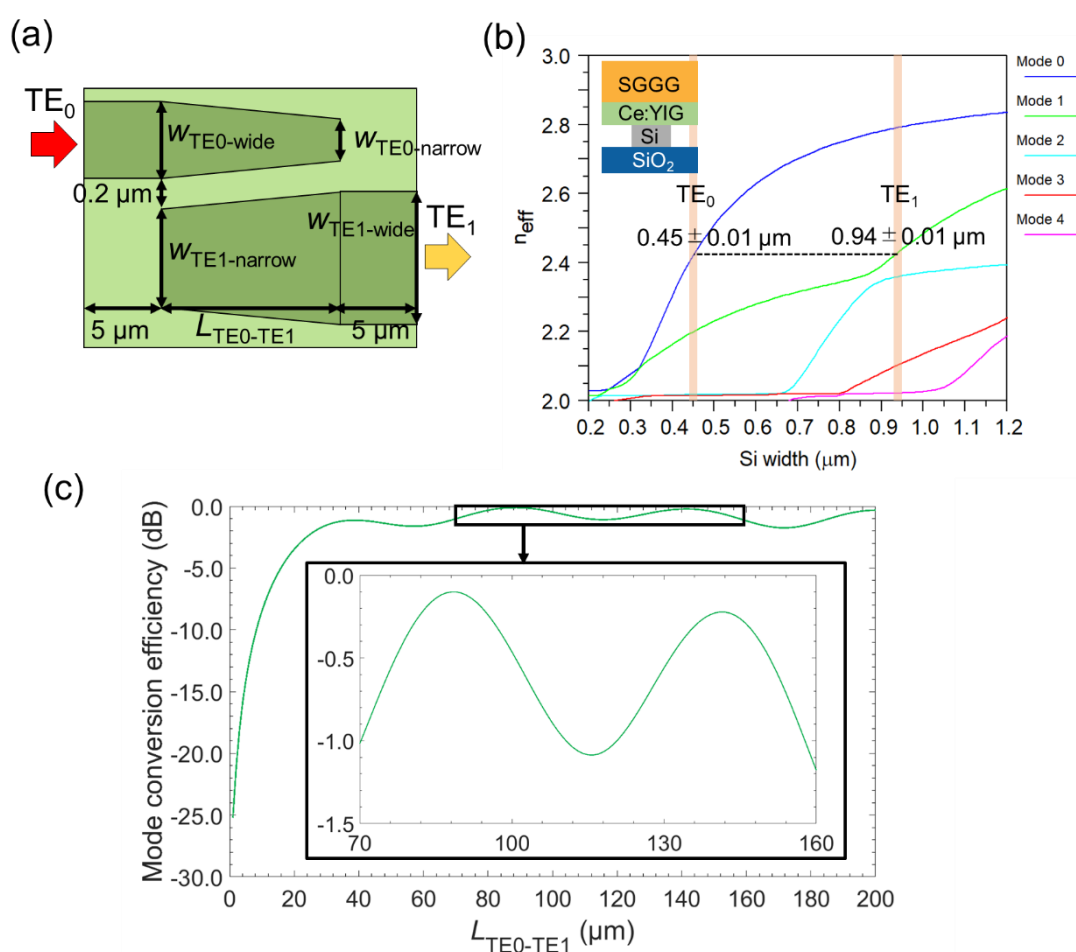 (a)
TE0
wTE0-wide
wTE0-narrow
0.2 μm
wTE1-wide
TE1
wTE1-narrow
5 μm
LTE0-TE1
5 μm
(b)
3.0
2.8
2.6
2.4
2.2
2.0
neff
SGGG
Ce:YIG
Si
SiO2
TE0
TE1
0.45 ± 0.01 μm
0.94 ± 0.01 μm
0.2 0.3 0.4 0.5 0.6 0.7 0.8 0.9 1.0 1.1 1.2
Si width (μm)
Mode 0
Mode 1
Mode 2
Mode 3
Mode 4
(c)
Mode conversion efficiency (dB)
0.0
-5.0
-10.0
-15.0
-20.0
-25.0
-30.0
0 20 40 60 80 100 120 140 160 180 200
LTE0-TE1 (μm)
0.0
-0.5
-1.0
-1.5
70 100 130 160